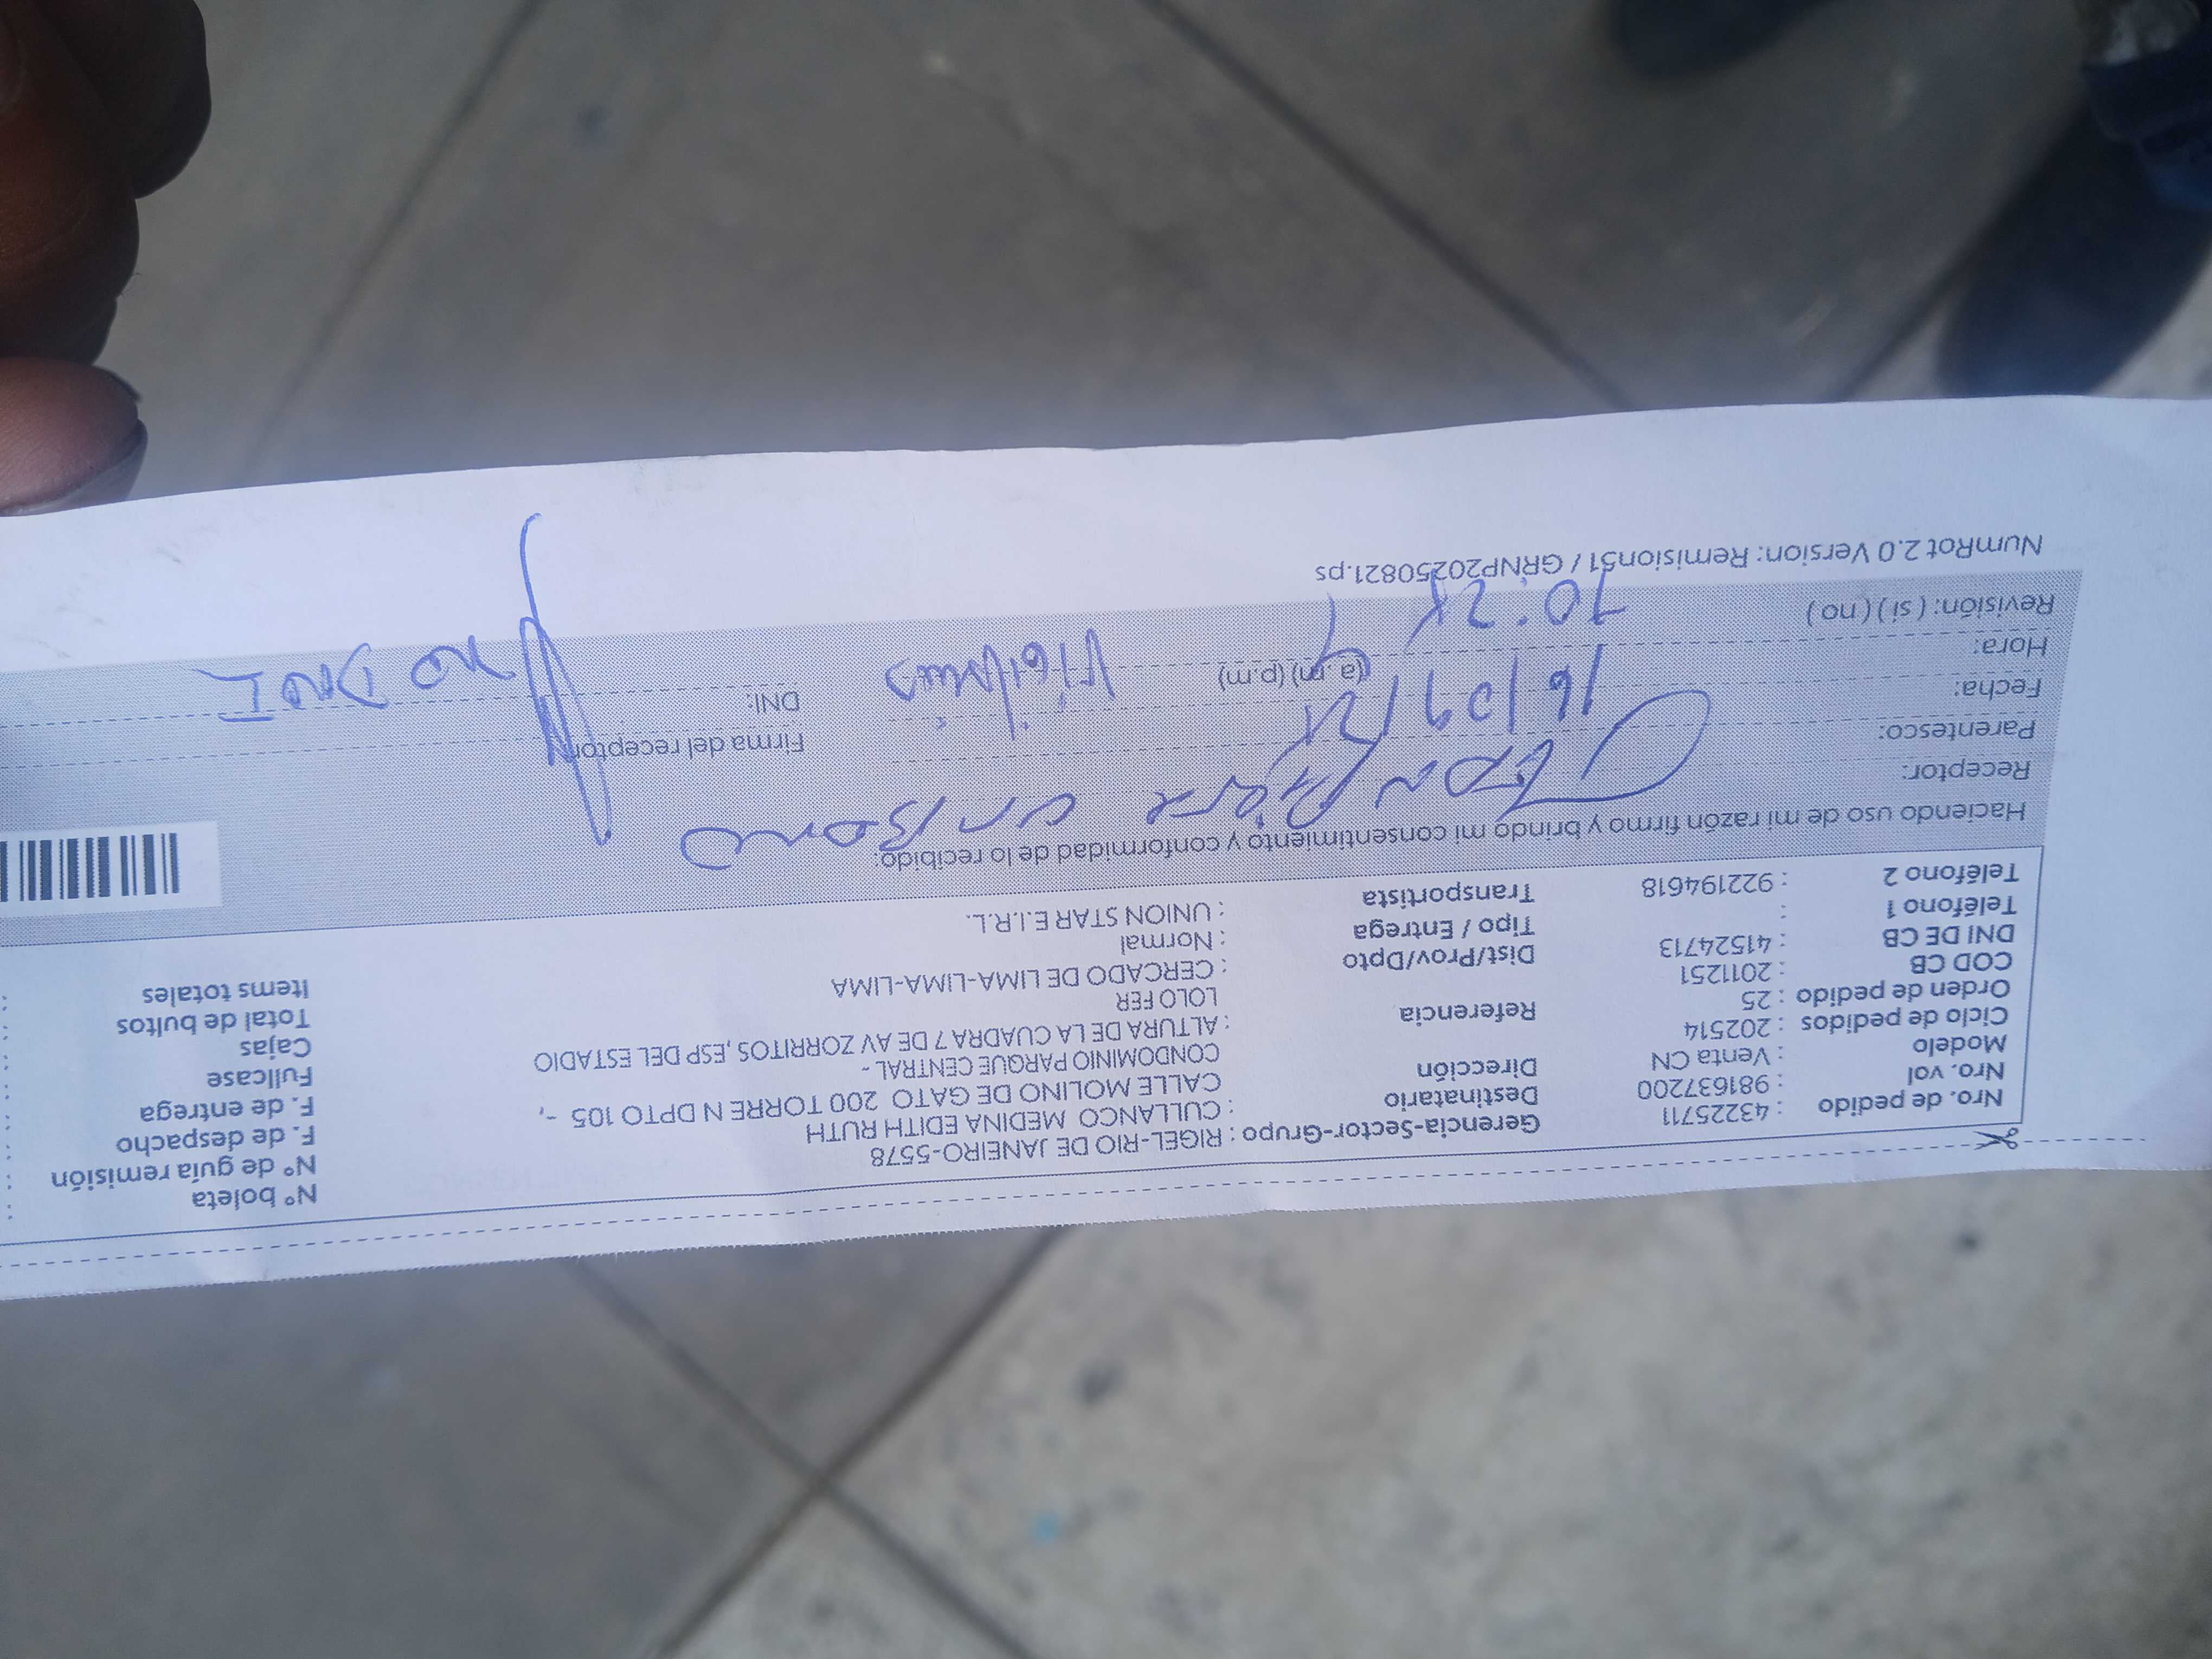 Nro. de pedido : 43225711
Nro. vol : 981637200
Modelo : Venta CN
Ciclo de pedidos : 202514
Orden de pedido : 25
COD CB : 2011251
DNI DE CB : 41524713
Teléfono 1 :
Teléfono 2 : 922194618
Gerencia-Sector-Grupo : RIGEL-RIO DE JANEIRO-5578
Destinatario : CULLANCO MEDINA EDITH RUTH
Dirección CALLE MOLINO DE GATO 200 TORRE N DPTO 105 -,
CONDOMINIO PARQUE CENTRAL -
Referencia : ALTURA DE LA CUADRA 7 DE AV ZORRITOS, ESP DEL ESTADIO
LOLO FER
Dist/Prov/Dpto : CERCADO DE LIMA-LIMA-LIMA
Tipo / Entrega : Normal
Transportista : UNION STAR E.I.R.L.
N° boleta :
N° de guía remisión :
F. de despacho :
F. de entrega :
Fullcase :
Cajas :
Total de bultos :
Items totales :
Haciendo uso de mi razón firmo y brindo mi consentimiento y conformidad de lo recibido:
Receptor:
Parentesco:
Firma del receptor
Fecha: 16/09/
Hora: (a. m) (p.m)
DNI: no DNI
Revisión: ( si ) ( no )
NumRot 2.0 Version: Remision51 / GRNP20250821.ps